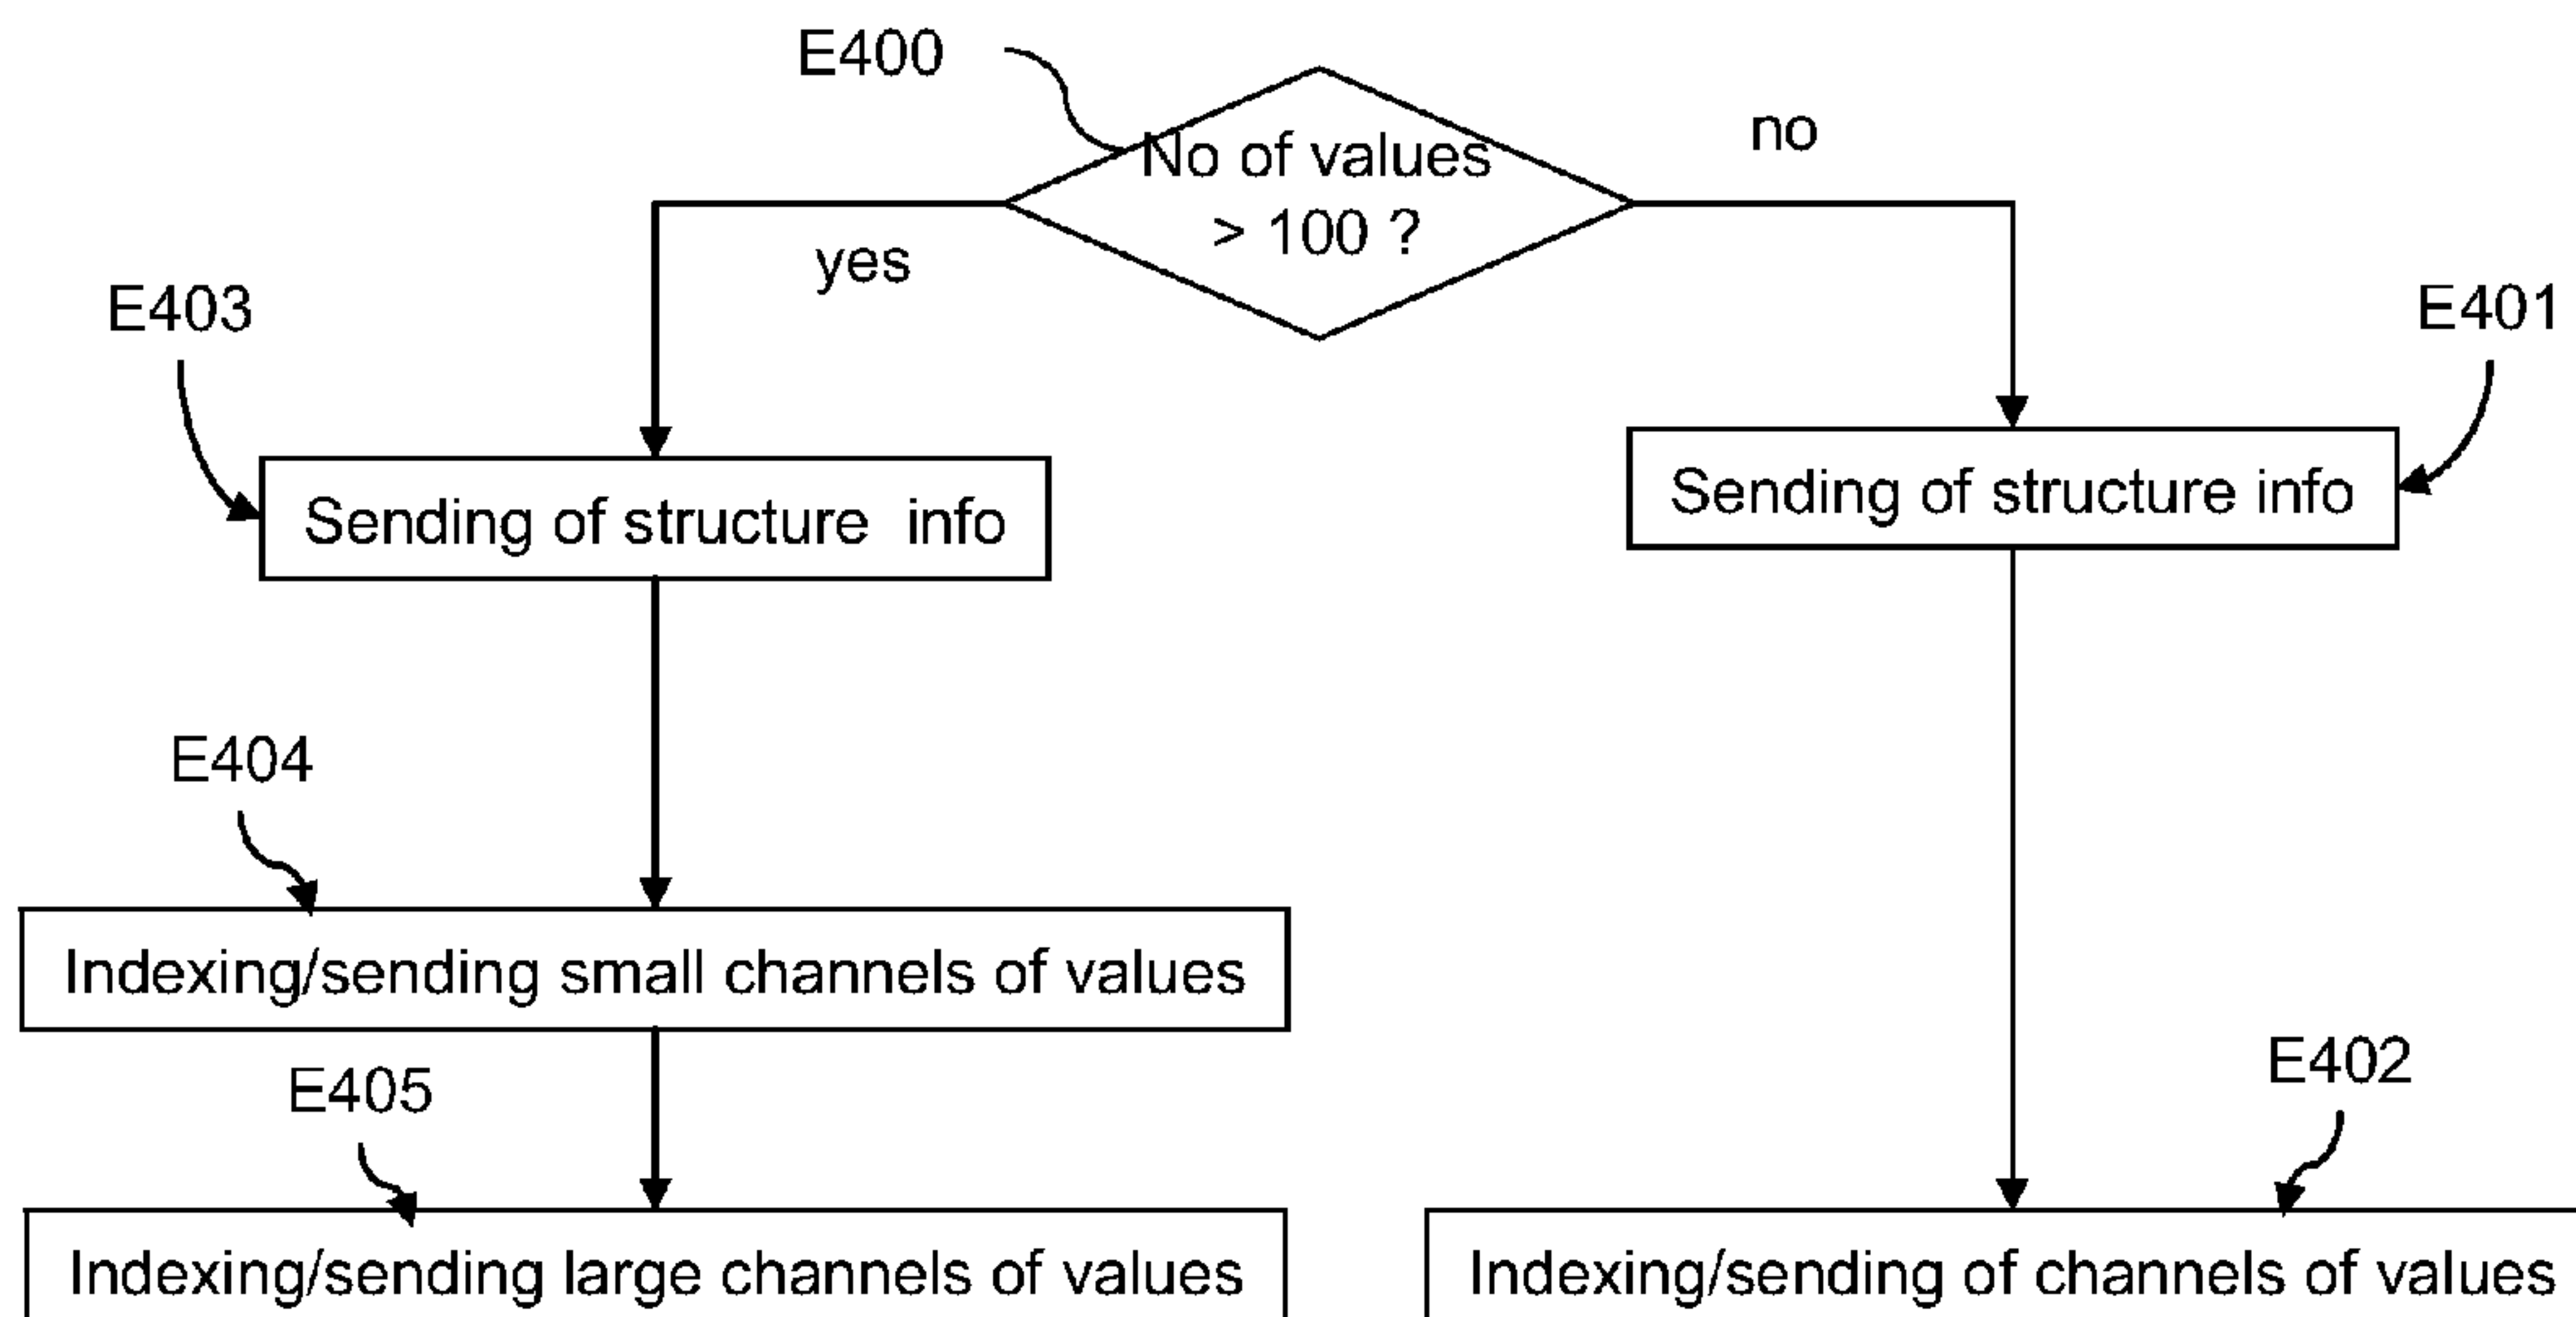 E400
No of values
> 100 ?
no
yes
E403
E401
Sending of structure info
Sending of structure info
E404
Indexing/sending small channels of values
E405
E402
Indexing/sending large channels of values
Indexing/sending of channels of values